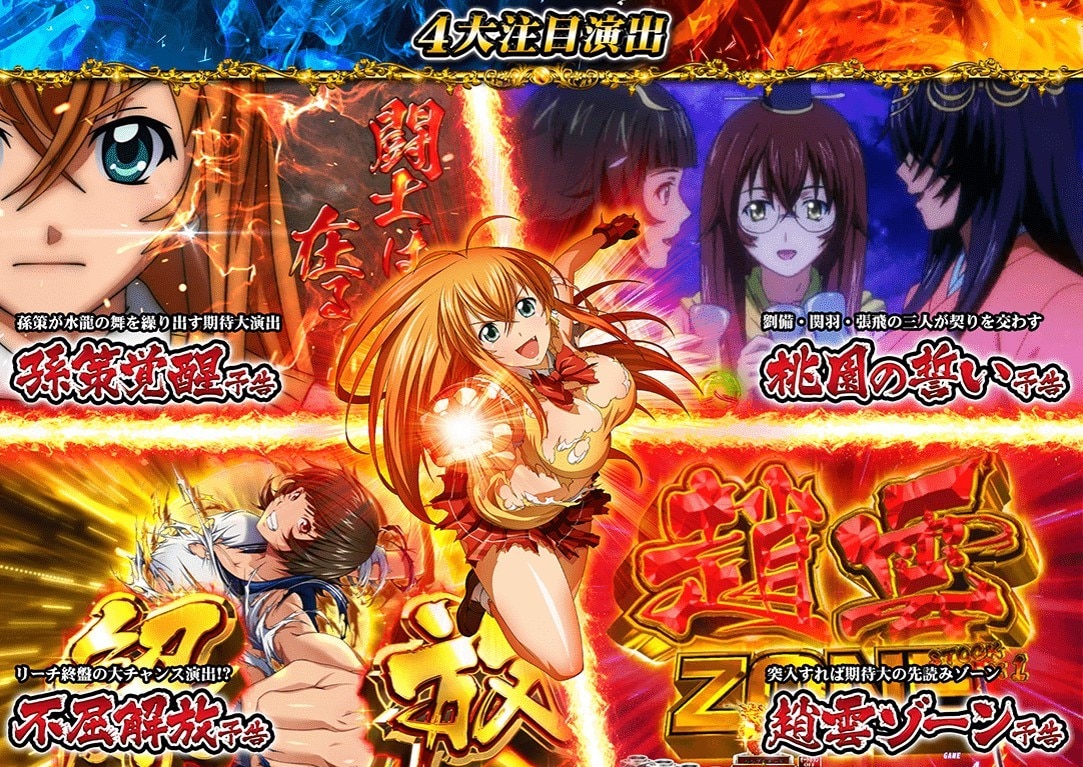 4大注目演出
闘士は
在る
孫策が水龍の舞を繰り出す期待大演出
孫策覚醒予告
劉備・関羽・張飛の三人が契りを交わす
桃園の誓い予告
リーチ終盤の大チャンス演出!?
不屈解放予告
趙雲
ZONE
STOCK
1
突入すれば期待大の先読みゾーン
趙雲ゾーン予告
GAME